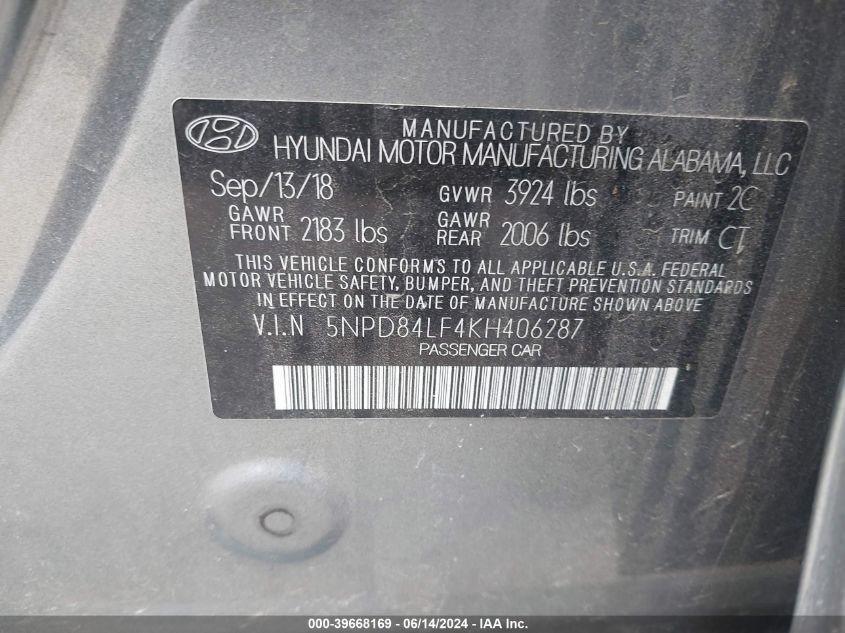 MANUFACTURED BY
HYUNDAI MOTOR MANUFACTURING ALABAMA, LLC
Sep/13/18 GVWR 3924 lbs PAINT 2C
GAWR FRONT 2183 lbs GAWR REAR 2006 lbs TRIM CT
THIS VEHICLE CONFORMS TO ALL APPLICABLE U.S.A. FEDERAL
MOTOR VEHICLE SAFETY, BUMPER, AND THEFT PREVENTION STANDARDS
IN EFFECT ON THE DATE OF MANUFACTURE SHOWN ABOVE.
V.I.N 5NPD84LF4KH406287
PASSENGER CAR
000-39668169 - 06/14/2024 - IAAI.com